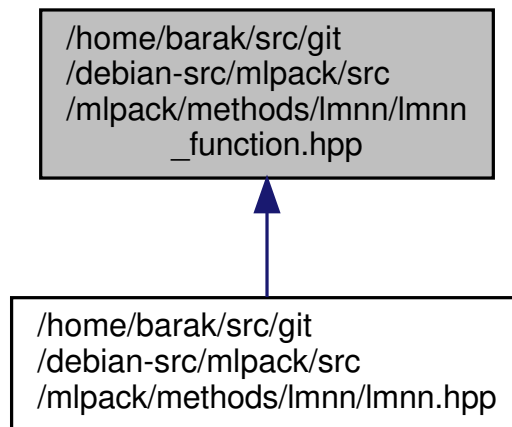 /home/barak/src/git
/debian-src/mlpack/src
/mlpack/methods/lmnn/lmnn
_function.hpp
/home/barak/src/git
/debian-src/mlpack/src
/mlpack/methods/lmnn/lmnn.hpp